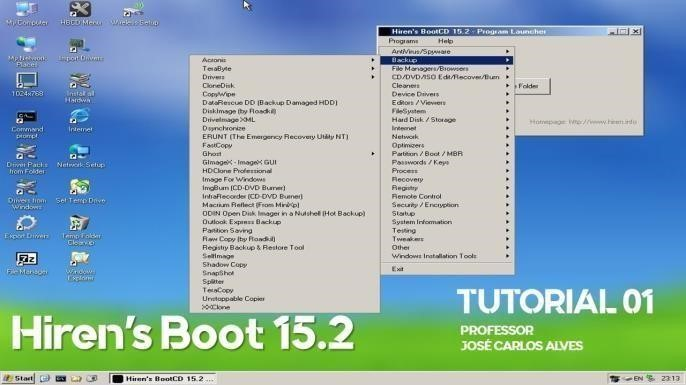 My Computer
HBCD Menu
Wireless Setup
My Network Places
Import Drivers
1024x768
Install all Hardwa...
Command prompt
Internet
Driver Packs from Folder
Network Setup
Drivers from Windows
Set Temp Drive
Export Drivers
Temp Folder Cleanup
File Manager
Windows Explorer
Hiren's BootCD 15.2 - Program Launcher
Programs Help
Folder
Homepage: http://www.hiren.info
AntiVirus/Spyware
Backup
File Managers/Browsers
CD/DVD/ISO Edit/Recover/Burn
Cleaners
Device Drivers
Editors / Viewers
FileSystem
Hard Disk / Storage
Internet
Network
Optimizers
Partition / Boot / MBR
Passwords / Keys
Process
Recovery
Registry
Remote Control
Security / Encryption
Startup
System Information
Testing
Tweakers
Other
Windows Installation Tools
Exit
Acronis
TeraByte
Drivers
CloneDisk
CopyWipe
DataRescue DD (Backup Damaged HDD)
DiskImage (by Roadkil)
DriveImage XML
Dsynchronize
ERUNT (The Emergency Recovery Utility NT)
FastCopy
Ghost
GImageX - ImageX GUI
HDClone Professional
Image For Windows
ImgBurn (CD-DVD Burner)
InfraRecorder (CD-DVD Burner)
Macrium Reflect (From MiniXp)
ODIN Open Disk Imager in a Nutshell (Hot Backup)
Outlook Express Backup
Partition Saving
Raw Copy (by Roadkil)
Registry Backup & Restore Tool
SelfImage
Shadow Copy
SnapShot
Splitter
TeraCopy
Unstoppable Copier
XXClone
Hiren's Boot 15.2
TUTORIAL 01
PROFESSOR
JOSÉ CARLOS ALVES
Start
Hiren's BootCD 15.2 ...
EN
23:13